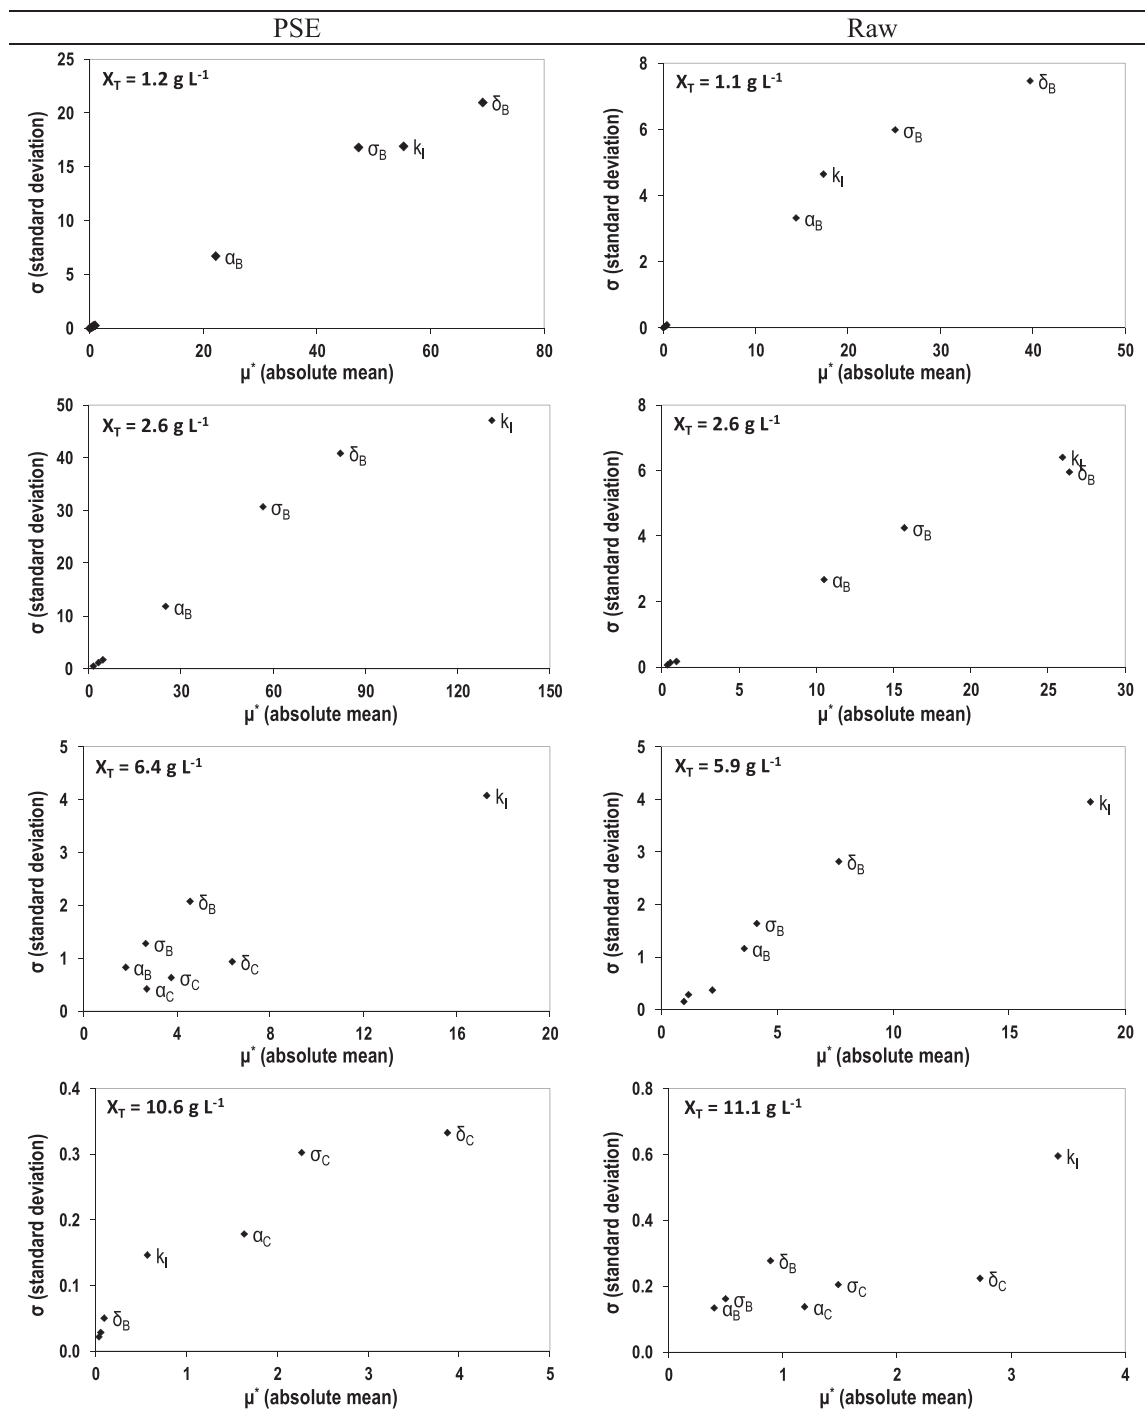 PSE Raw
X_T = 1.2 g L⁻¹
25
20
15
10
5
0
σ (standard deviation)
δ_B
σ_B
k_I
α_B
0 20 40 60 80
μ* (absolute mean)
X_T = 1.1 g L⁻¹
8
6
4
2
0
σ (standard deviation)
δ_B
σ_B
k_I
α_B
0 10 20 30 40 50
μ* (absolute mean)
X_T = 2.6 g L⁻¹
50
40
30
20
10
0
σ (standard deviation)
k_I
δ_B
σ_B
α_B
0 30 60 90 120 150
μ* (absolute mean)
X_T = 2.6 g L⁻¹
8
6
4
2
0
σ (standard deviation)
k_I
δ_B
σ_B
α_B
0 5 10 15 20 25 30
μ* (absolute mean)
X_T = 6.4 g L⁻¹
5
4
3
2
1
0
σ (standard deviation)
k_I
δ_B
σ_B
α_B
δ_C
σ_C
α_C
0 4 8 12 16 20
μ* (absolute mean)
X_T = 5.9 g L⁻¹
5
4
3
2
1
0
σ (standard deviation)
k_I
δ_B
σ_B
α_B
0 5 10 15 20
μ* (absolute mean)
X_T = 10.6 g L⁻¹
0.4
0.3
0.2
0.1
0.0
σ (standard deviation)
δ_C
σ_C
α_C
k_I
δ_B
0 1 2 3 4 5
μ* (absolute mean)
X_T = 11.1 g L⁻¹
0.8
0.6
0.4
0.2
0.0
σ (standard deviation)
k_I
δ_B
δ_C
σ_C
σ_B
α_B
α_C
0 1 2 3 4
μ* (absolute mean)